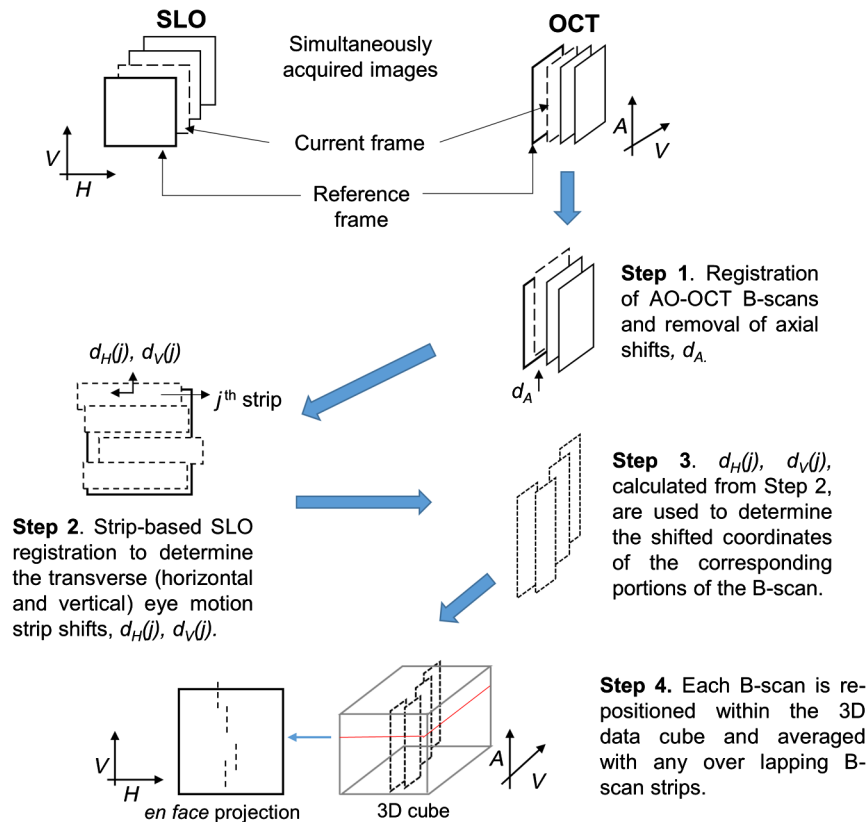 SLO
OCT
Simultaneously
acquired images
Current frame
Reference
frame
V
H
A
V
Step 1. Registration
of AO-OCT B-scans
and removal of axial
shifts, dA.
dA
dH(j), dV(j)
jth strip
Step 2. Strip-based SLO
registration to determine
the transverse (horizontal
and vertical) eye motion
strip shifts, dH(j), dV(j).
Step 3. dH(j), dV(j),
calculated from Step 2,
are used to determine
the shifted coordinates
of the corresponding
portions of the B-scan.
Step 4. Each B-scan is re-
positioned within the 3D
data cube and averaged
with any over lapping B-
scan strips.
V
H
en face projection
3D cube
A
V